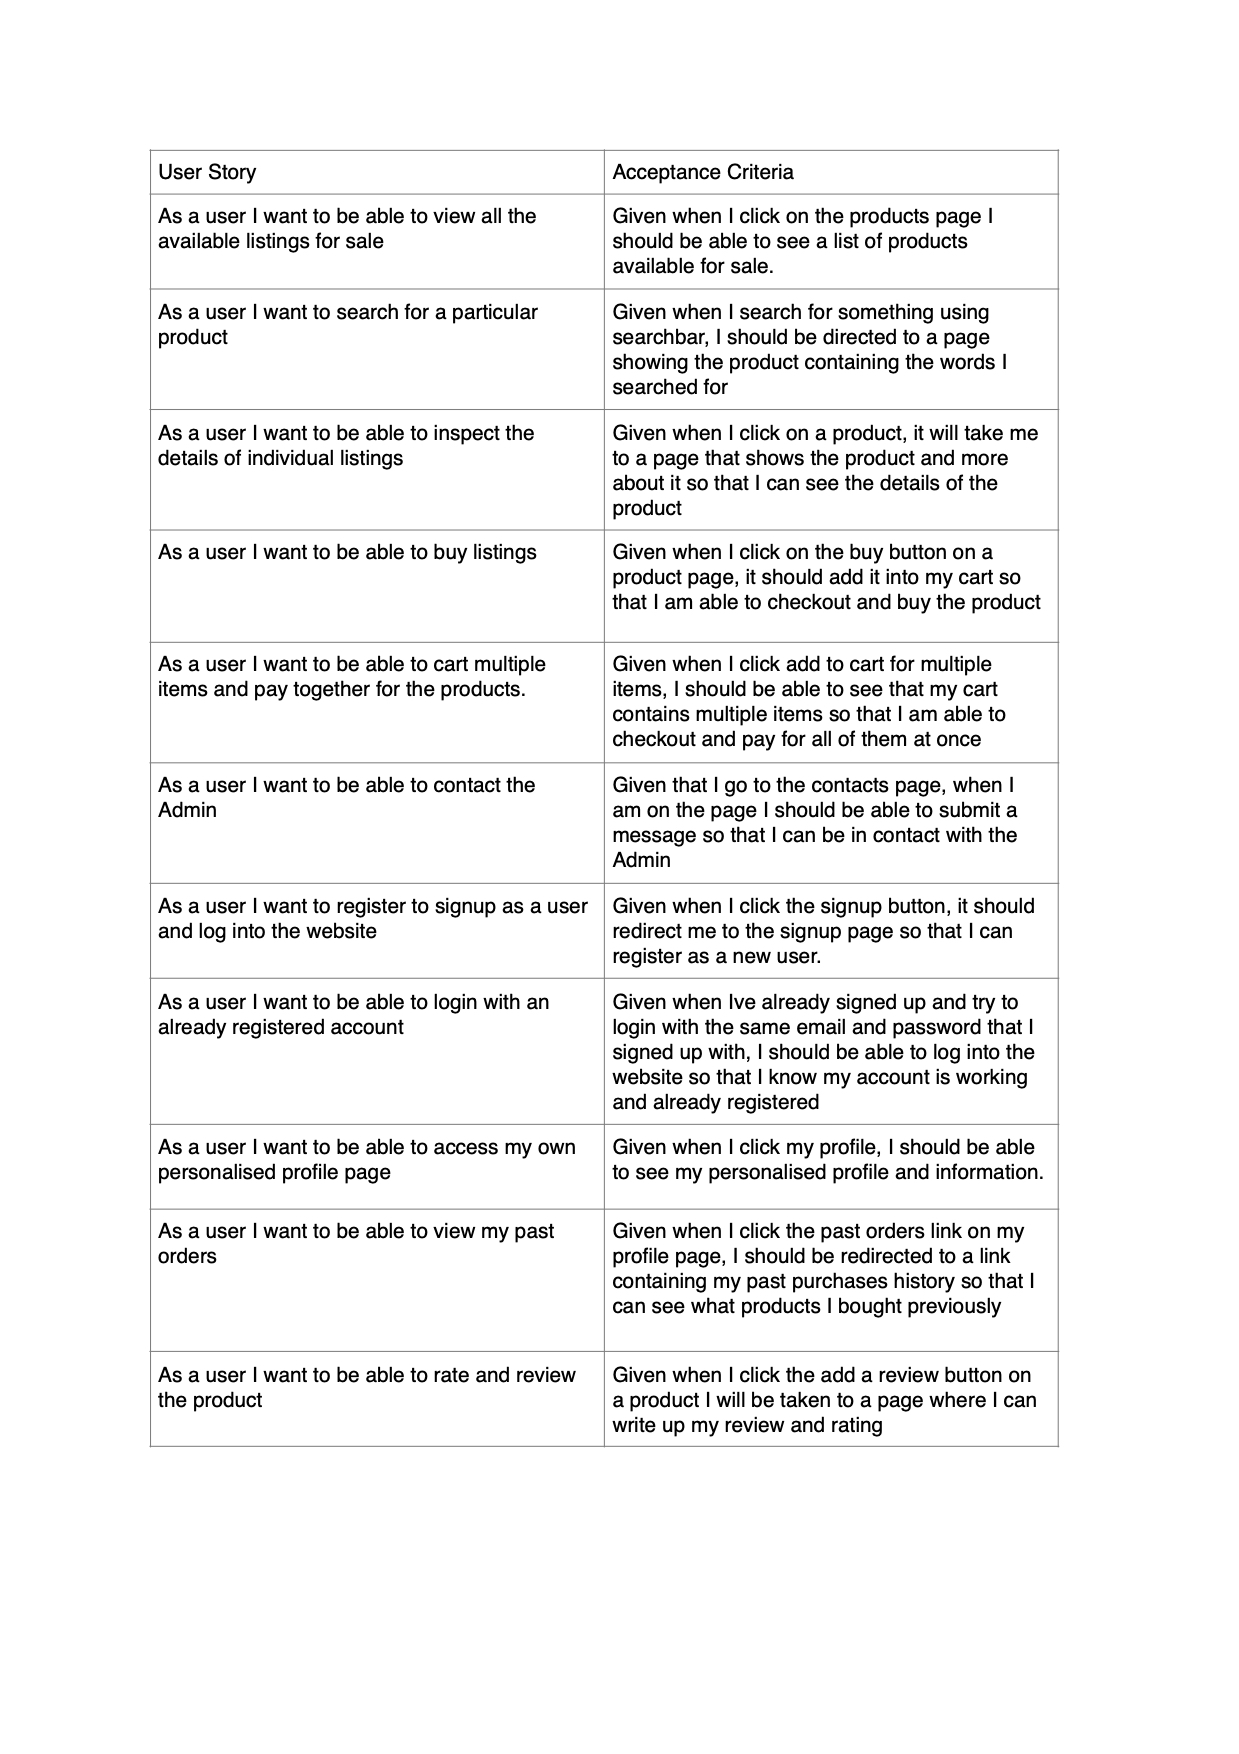 User Story
Acceptance Criteria
As a user I want to be able to view all the
available listings for sale
Given when I click on the products page I
should be able to see a list of products
available for sale.
As a user I want to search for a particular
product
Given when I search for something using
searchbar, I should be directed to a page
showing the product containing the words I
searched for
As a user I want to be able to inspect the
details of individual listings
Given when I click on a product, it will take me
to a page that shows the product and more
about it so that I can see the details of the
product
As a user I want to be able to buy listings
Given when I click on the buy button on a
product page, it should add it into my cart so
that I am able to checkout and buy the product
As a user I want to be able to cart multiple
items and pay together for the products.
Given when I click add to cart for multiple
items, I should be able to see that my cart
contains multiple items so that I am able to
checkout and pay for all of them at once
As a user I want to be able to contact the
Admin
Given that I go to the contacts page, when I
am on the page I should be able to submit a
message so that I can be in contact with the
Admin
As a user I want to register to signup as a user
and log into the website
Given when I click the signup button, it should
redirect me to the signup page so that I can
register as a new user.
As a user I want to be able to login with an
already registered account
Given when Ive already signed up and try to
login with the same email and password that I
signed up with, I should be able to log into the
website so that I know my account is working
and already registered
As a user I want to be able to access my own
personalised profile page
Given when I click my profile, I should be able
to see my personalised profile and information.
As a user I want to be able to view my past
orders
Given when I click the past orders link on my
profile page, I should be redirected to a link
containing my past purchases history so that I
can see what products I bought previously
As a user I want to be able to rate and review
the product
Given when I click the add a review button on
a product I will be taken to a page where I can
write up my review and rating